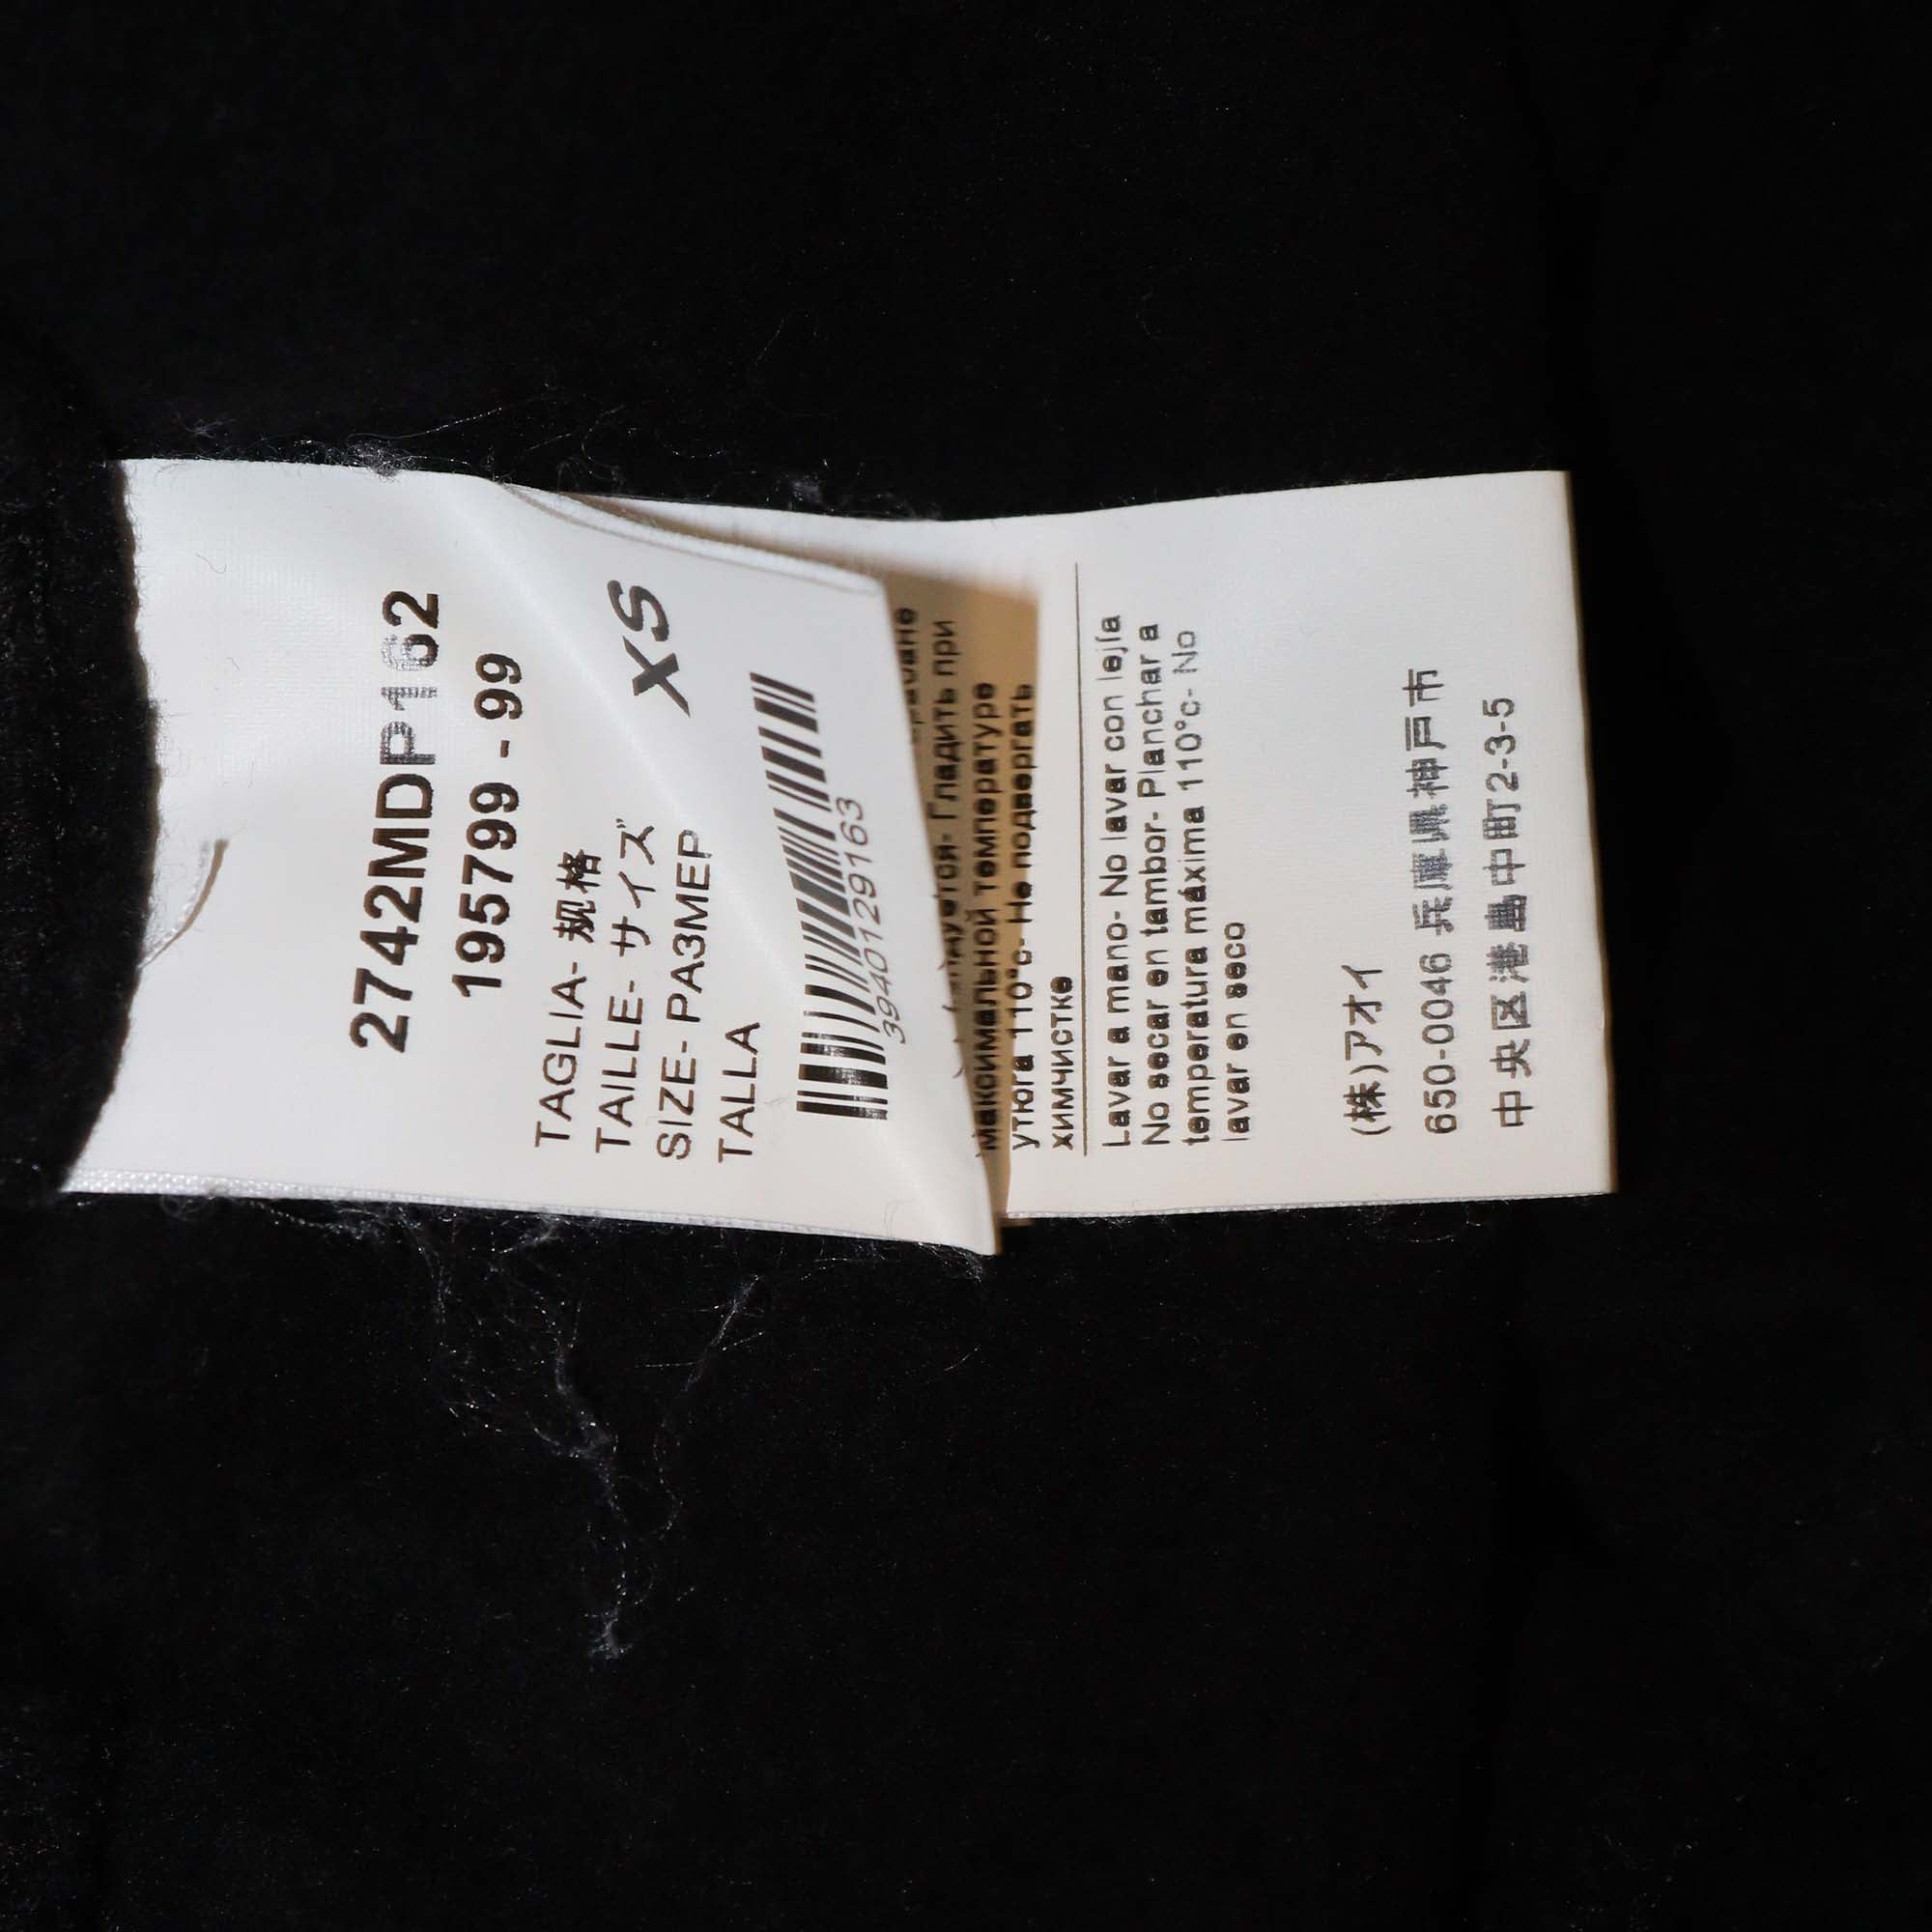 2742MDP162
195799 - 99
TAGLIA- 规格
TAILLE- サイズ
SIZE- РАЗМЕР
TALLA
XS
3940129163
Гладить при
максимальной температуре
утюга 110°с- Не подвергать
химчистке
Lavar a mano- No lavar con lejía
No secar en tambor- Planchar a
temperatura máxima 110°c- No
lavar en seco
(株)アオイ
650-0046 兵庫県神戸市
中央区港島中町2-3-5